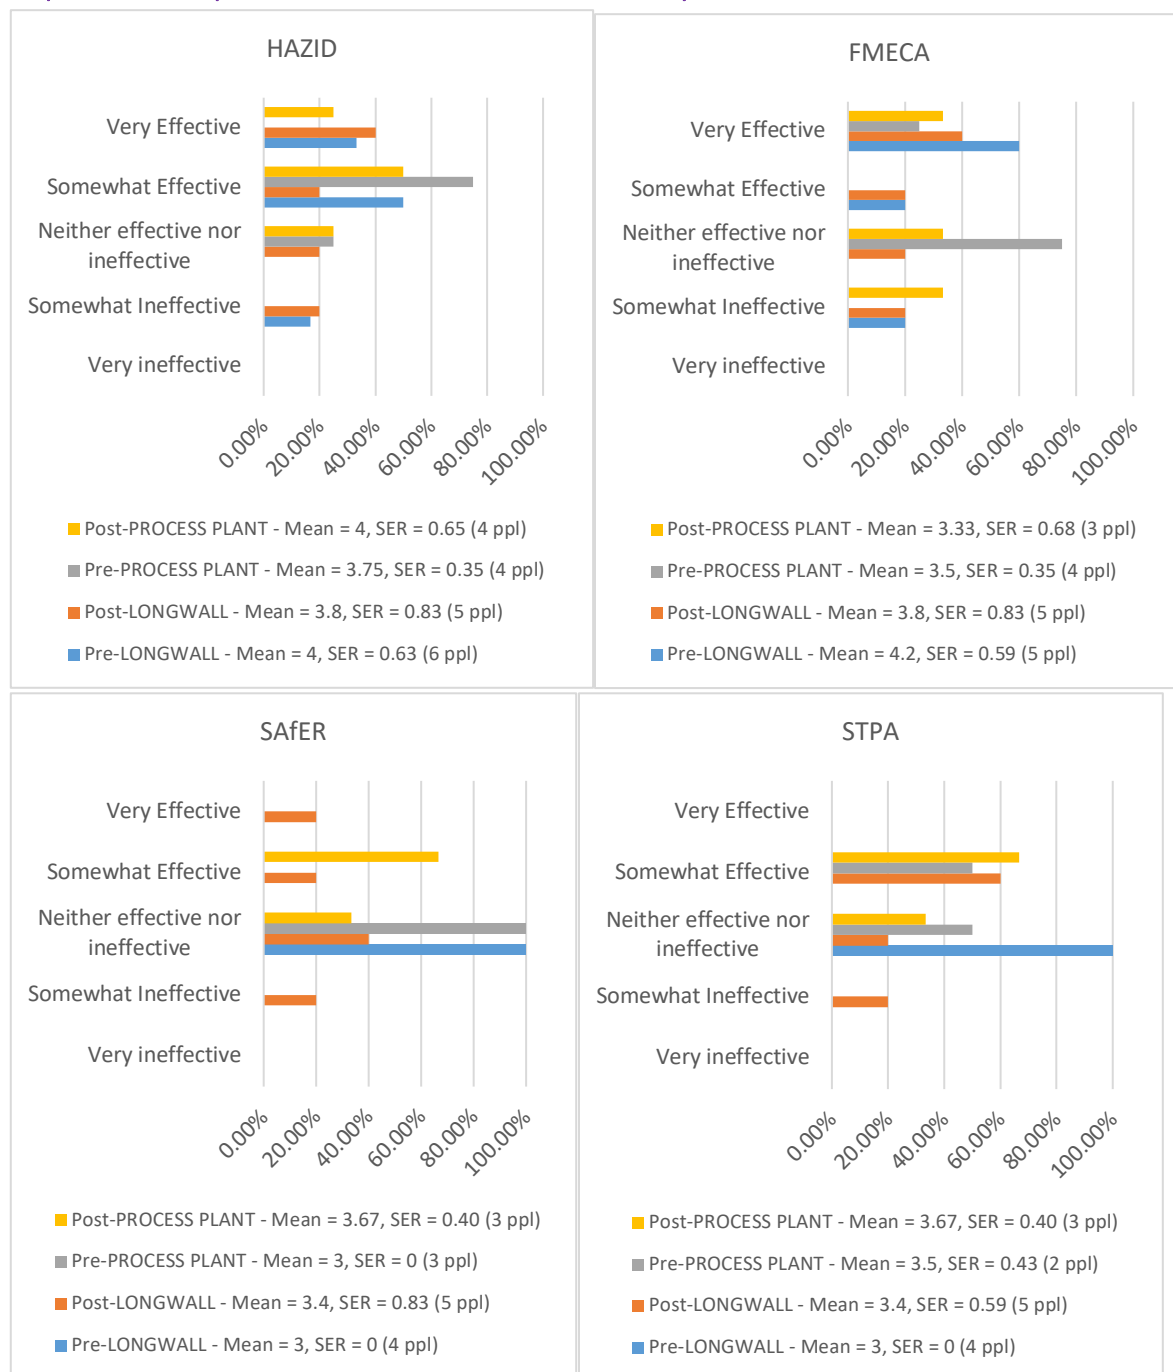 HAZID
Very Effective
Somewhat Effective
Neither effective nor
ineffective
Somewhat Ineffective
Very ineffective
0.00%
20.00%
40.00%
60.00%
80.00%
100.00%
Post-PROCESS PLANT - Mean = 4, SER = 0.65 (4 ppl)
Pre-PROCESS PLANT - Mean = 3.75, SER = 0.35 (4 ppl)
Post-LONGWALL - Mean = 3.8, SER = 0.83 (5 ppl)
Pre-LONGWALL - Mean = 4, SER = 0.63 (6 ppl)
FMECA
Very Effective
Somewhat Effective
Neither effective nor
ineffective
Somewhat Ineffective
Very ineffective
0.00%
20.00%
40.00%
60.00%
80.00%
100.00%
Post-PROCESS PLANT - Mean = 3.33, SER = 0.68 (3 ppl)
Pre-PROCESS PLANT - Mean = 3.5, SER = 0.35 (4 ppl)
Post-LONGWALL - Mean = 3.8, SER = 0.83 (5 ppl)
Pre-LONGWALL - Mean = 4.2, SER = 0.59 (5 ppl)
SAfER
Very Effective
Somewhat Effective
Neither effective nor
ineffective
Somewhat Ineffective
Very ineffective
0.00%
20.00%
40.00%
60.00%
80.00%
100.00%
Post-PROCESS PLANT - Mean = 3.67, SER = 0.40 (3 ppl)
Pre-PROCESS PLANT - Mean = 3, SER = 0 (3 ppl)
Post-LONGWALL - Mean = 3.4, SER = 0.83 (5 ppl)
Pre-LONGWALL - Mean = 3, SER = 0 (4 ppl)
STPA
Very Effective
Somewhat Effective
Neither effective nor
ineffective
Somewhat Ineffective
Very ineffective
0.00%
20.00%
40.00%
60.00%
80.00%
100.00%
Post-PROCESS PLANT - Mean = 3.67, SER = 0.40 (3 ppl)
Pre-PROCESS PLANT - Mean = 3.5, SER = 0.43 (2 ppl)
Post-LONGWALL - Mean = 3.4, SER = 0.59 (5 ppl)
Pre-LONGWALL - Mean = 3, SER = 0 (4 ppl)